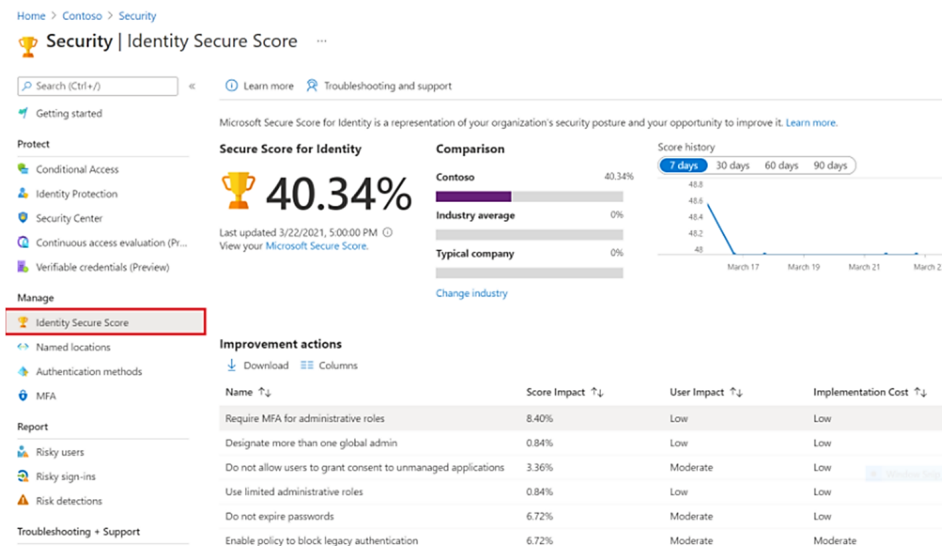 Home > Contoso > Security
Security | Identity Secure Score ...
Search (Ctrl+/) «
Getting started
Protect
Conditional Access
Identity Protection
Security Center
Continuous access evaluation (Pr...
Verifiable credentials (Preview)
Manage
Identity Secure Score
Named locations
Authentication methods
MFA
Report
Risky users
Risky sign-ins
Risk detections
Troubleshooting + Support
Learn more Troubleshooting and support
Microsoft Secure Score for Identity is a representation of your organization's security posture and your opportunity to improve it. Learn more.
Secure Score for Identity
40.34%
Last updated 3/22/2021, 5:00:00 PM
View your Microsoft Secure Score.
Comparison
Contoso 40.34%
Industry average 0%
Typical company 0%
Change industry
Score history
7 days 30 days 60 days 90 days
48.8
48.6
48.4
48.2
48
March 17 March 19 March 21 March 2
Improvement actions
Download Columns
Name ↑↓ Score Impact ↑↓ User Impact ↑↓ Implementation Cost ↑↓
Require MFA for administrative roles 8.40% Low Low
Designate more than one global admin 0.84% Low Low
Do not allow users to grant consent to unmanaged applications 3.36% Moderate Low
Use limited administrative roles 0.84% Low Low
Do not expire passwords 6.72% Moderate Low
Enable policy to block legacy authentication 6.72% Moderate Moderate